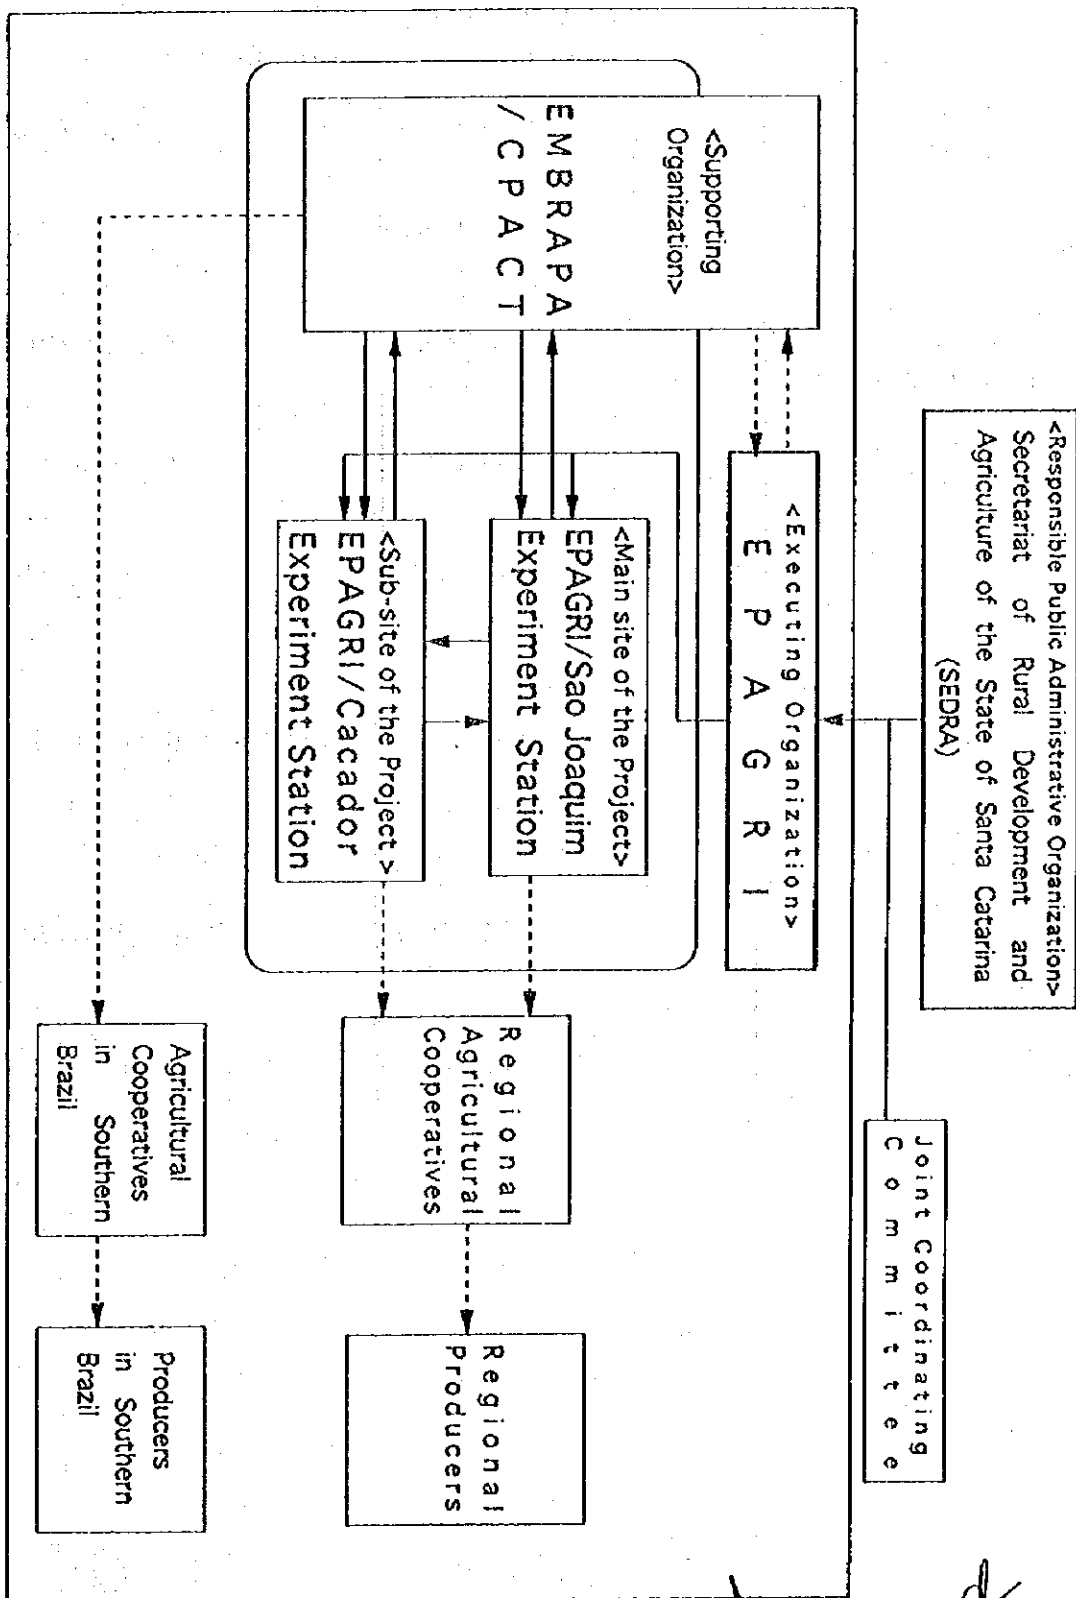 <Responsible Public Administrative Organization>
Secretariat of Rural Development and
Agriculture of the State of Santa Catarina
(SEDRA)
Joint Coordinating
Committee
<Executing Organization>
EPAGRI
<Supporting
Organization>
EMBRAPA
/CPACT
<Main site of the Project>
EPAGRI/Sao Joaquim
Experiment Station
<Sub-site of the Project>
EPAGRI/Cacador
Experiment Station
Regional
Agricultural
Cooperatives
Regional
Producers
Agricultural
Cooperatives
in Southern
Brazil
Producers
in Southern
Brazil